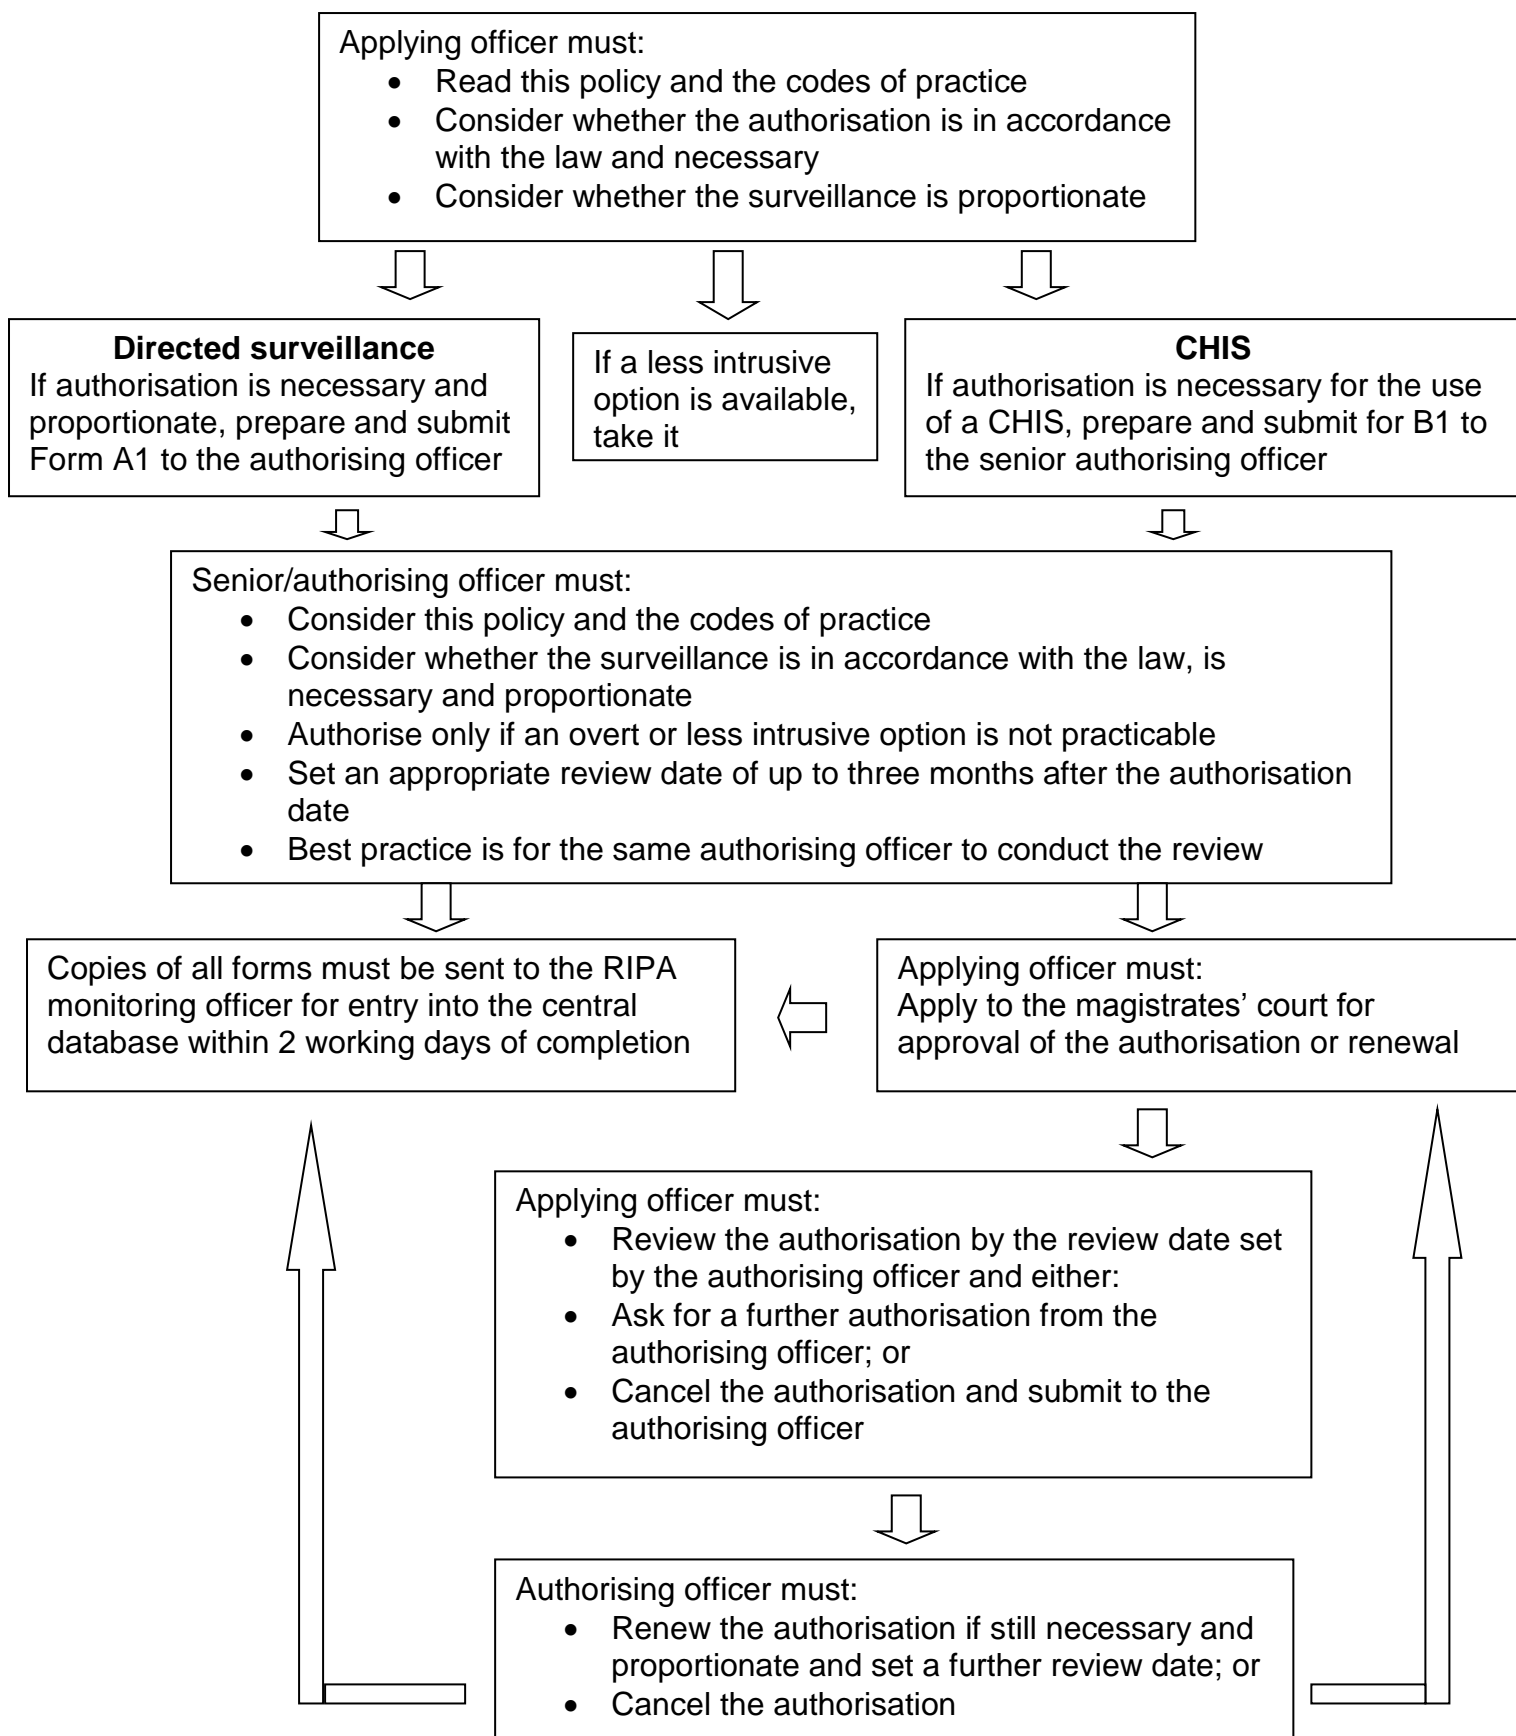 Applying officer must:
• Read this policy and the codes of practice
• Consider whether the authorisation is in accordance
with the law and necessary
• Consider whether the surveillance is proportionate
Directed surveillance
If authorisation is necessary and
proportionate, prepare and submit
Form A1 to the authorising officer
If a less intrusive
option is available,
take it
CHIS
If authorisation is necessary for the use
of a CHIS, prepare and submit for B1 to
the senior authorising officer
Senior/authorising officer must:
• Consider this policy and the codes of practice
• Consider whether the surveillance is in accordance with the law, is
necessary and proportionate
• Authorise only if an overt or less intrusive option is not practicable
• Set an appropriate review date of up to three months after the authorisation
date
• Best practice is for the same authorising officer to conduct the review
Copies of all forms must be sent to the RIPA
monitoring officer for entry into the central
database within 2 working days of completion
Applying officer must:
Apply to the magistrates’ court for
approval of the authorisation or renewal
Applying officer must:
• Review the authorisation by the review date set
by the authorising officer and either:
• Ask for a further authorisation from the
authorising officer; or
• Cancel the authorisation and submit to the
authorising officer
Authorising officer must:
• Renew the authorisation if still necessary and
proportionate and set a further review date; or
• Cancel the authorisation